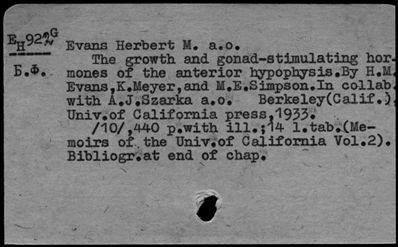 E H92 G Evans Herbert M. a.o.
The growth and gonad-stimulating hor-
Б.Ф. mones of the anterior hypophysis.By H.M.
Evans,K.Meyer,and M.E.Simpson.In collab.
with A.J.Szarka a.o. Berkeley(Calif.),
Univ.of California press,1933.
/10/,440 p.with ill.;14 l.tab.(Me-
moirs of the Univ.of California Vol.2).
Bibliogr.at end of chap.